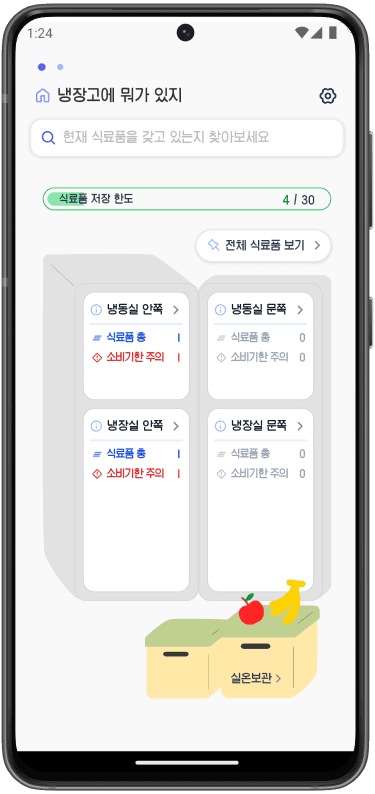 1:24
냉장고에 뭐가 있지
현재 식료품을 갖고 있는지 찾아보세요
식료품 저장 한도 4 / 30
전체 식료품 보기
냉동실 안쪽
식료품 총 1
소비기한 주의 1
냉동실 문쪽
식료품 총 0
소비기한 주의 0
냉장실 안쪽
식료품 총 1
소비기한 주의 1
냉장실 문쪽
식료품 총 0
소비기한 주의 0
실온보관